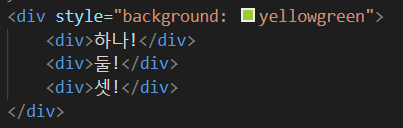 <div style="background: yellowgreen">
<div>하나!</div>
<div>둘!</div>
<div>셋!</div>
</div>